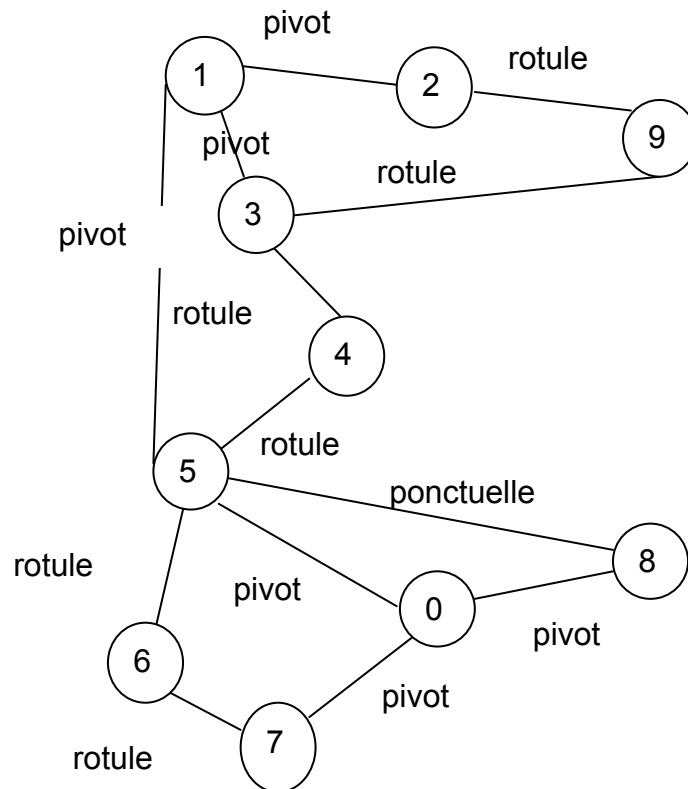 pivot
1
2
rotule
9
pivot
rotule
3
pivot
rotule
4
rotule
5
ponctuelle
8
rotule
pivot
0
pivot
6
pivot
7
rotule